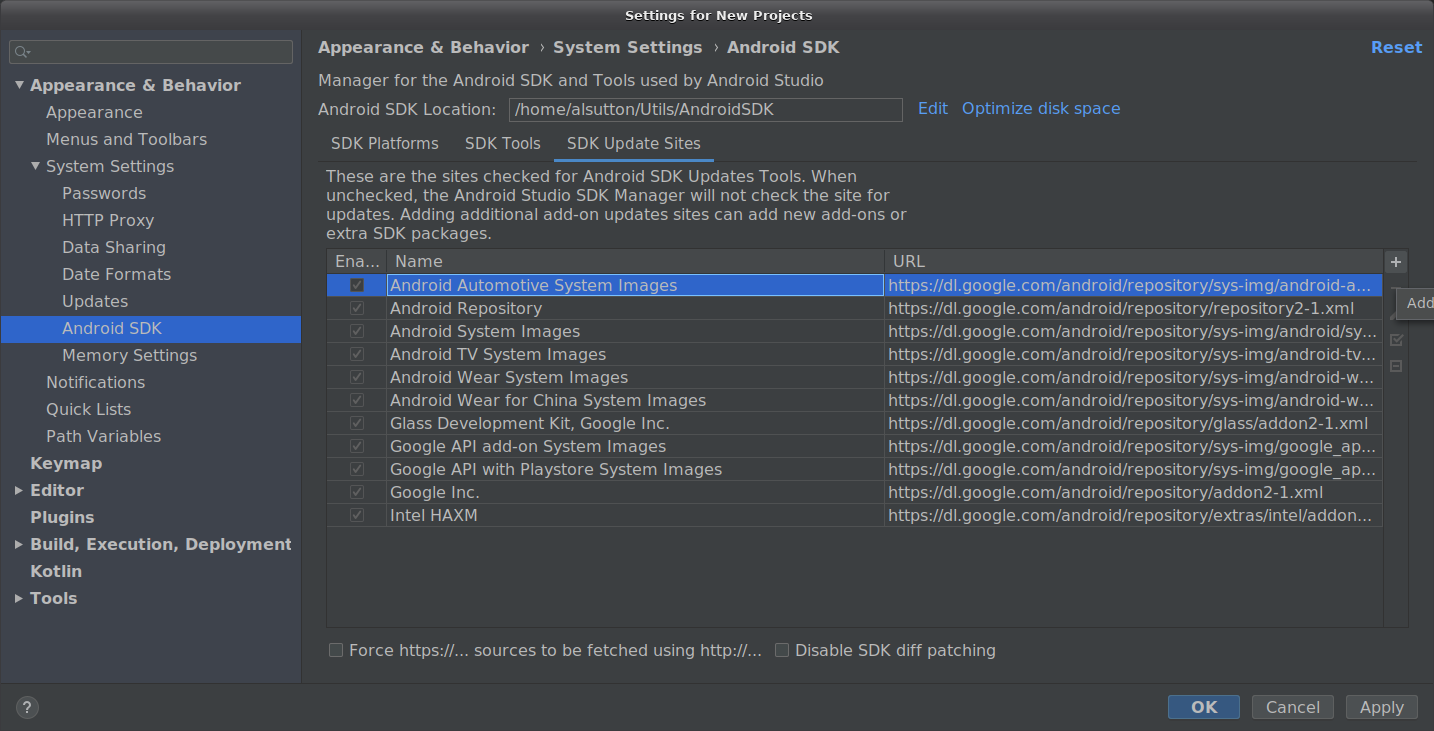 Settings for New Projects
Appearance & Behavior
Appearance
Menus and Toolbars
System Settings
Passwords
HTTP Proxy
Data Sharing
Date Formats
Updates
Android SDK
Memory Settings
Notifications
Quick Lists
Path Variables
Keymap
Editor
Plugins
Build, Execution, Deployment
Kotlin
Tools
Appearance & Behavior › System Settings › Android SDK
Reset
Manager for the Android SDK and Tools used by Android Studio
Android SDK Location: /home/alsutton/Utils/AndroidSDK Edit Optimize disk space
SDK Platforms SDK Tools SDK Update Sites
These are the sites checked for Android SDK Updates Tools. When
unchecked, the Android Studio SDK Manager will not check the site for
updates. Adding additional add-on updates sites can add new add-ons or
extra SDK packages.
Ena... Name URL +
Android Automotive System Images https://dl.google.com/android/repository/sys-img/android-a...
Android Repository https://dl.google.com/android/repository/repository2-1.xml
Add
Android System Images https://dl.google.com/android/repository/sys-img/android/sy...
Android TV System Images https://dl.google.com/android/repository/sys-img/android-tv...
Android Wear System Images https://dl.google.com/android/repository/sys-img/android-w...
Android Wear for China System Images https://dl.google.com/android/repository/sys-img/android-w...
Glass Development Kit, Google Inc. https://dl.google.com/android/repository/glass/addon2-1.xml
Google API add-on System Images https://dl.google.com/android/repository/sys-img/google_ap...
Google API with Playstore System Images https://dl.google.com/android/repository/sys-img/google_ap...
Google Inc. https://dl.google.com/android/repository/addon2-1.xml
Intel HAXM https://dl.google.com/android/repository/extras/intel/addon...
Force https://... sources to be fetched using http://... Disable SDK diff patching
? OK Cancel Apply